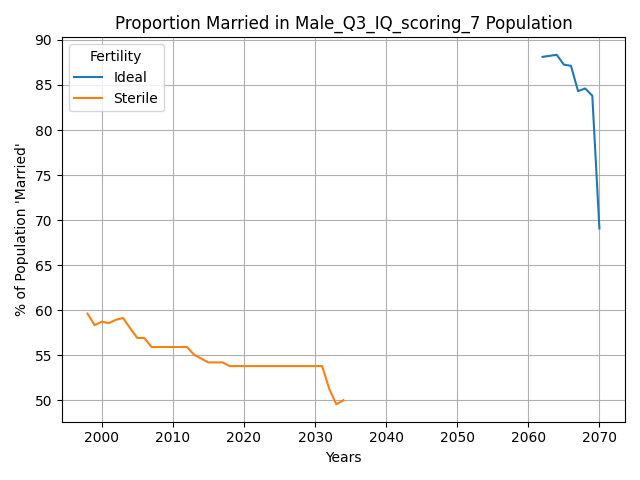 Proportion Married in Male_Q3_IQ_scoring_7 Population
% of Population 'Married'
90
85
80
75
70
65
60
55
50
Fertility
Ideal
Sterile
2000 2010 2020 2030 2040 2050 2060 2070
Years